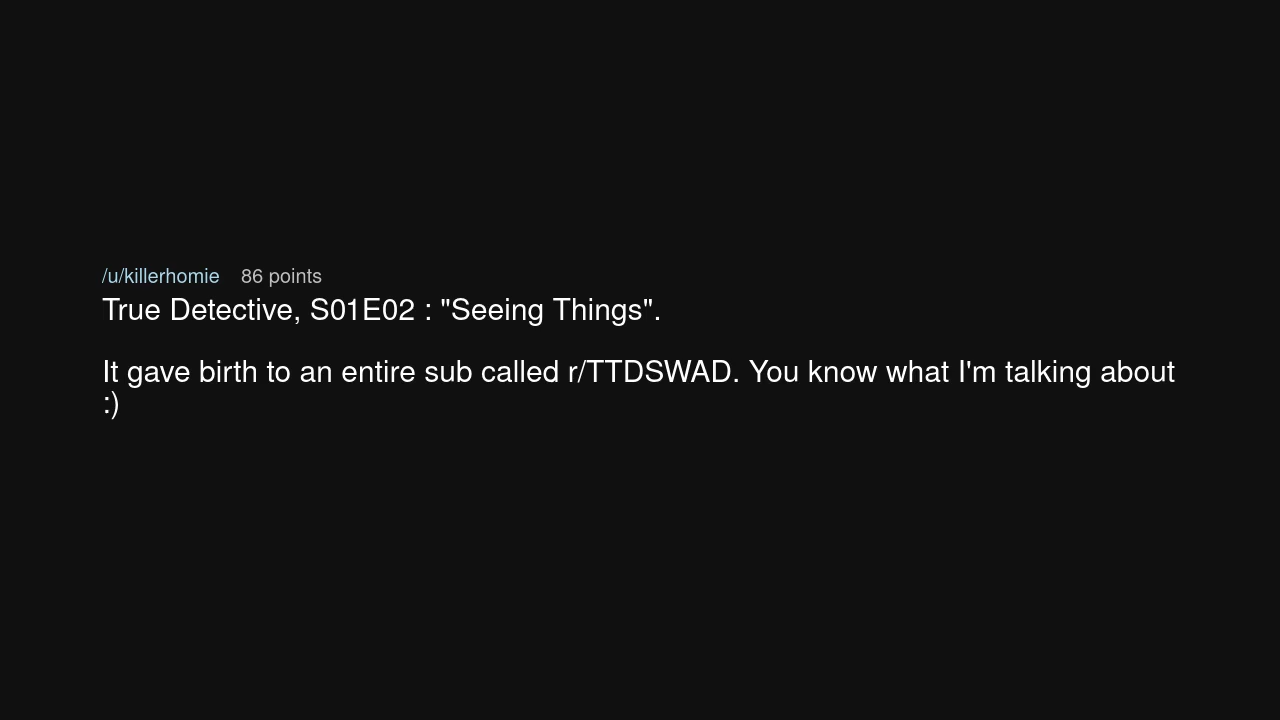 /u/killerhomie 86 points
True Detective, S01E02 : "Seeing Things".
It gave birth to an entire sub called r/TTDSWAD. You know what I'm talking about
:)